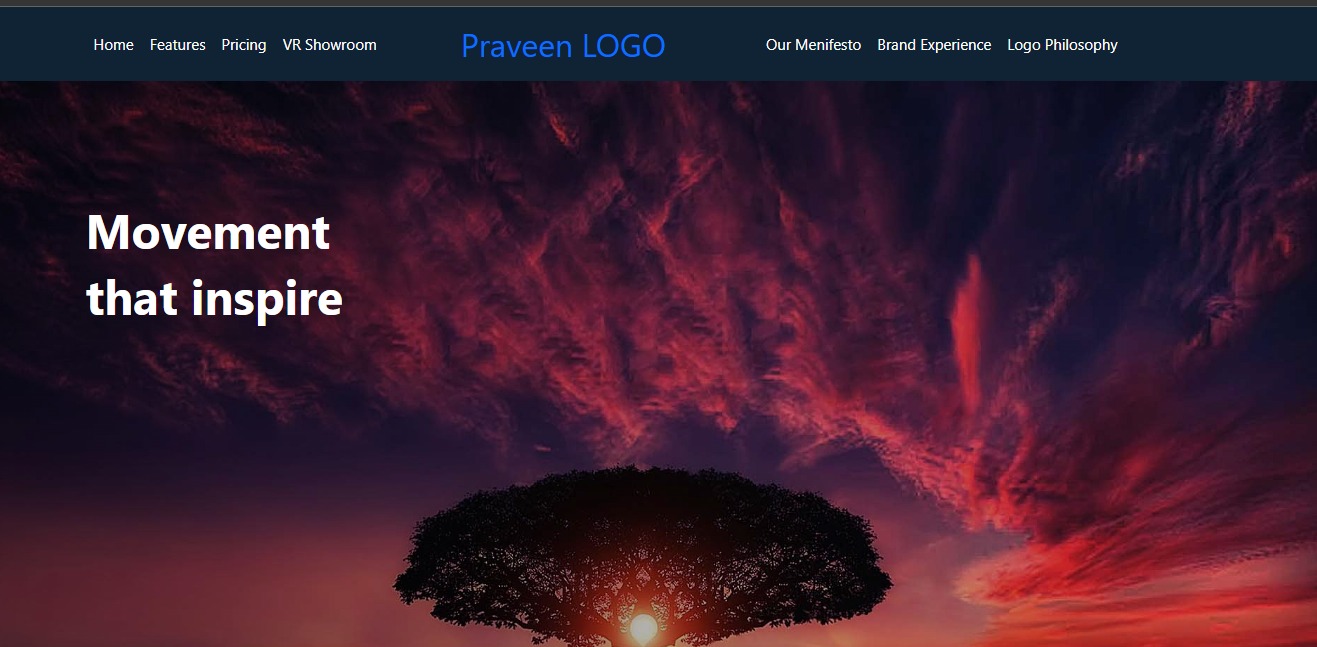 Home Features Pricing VR Showroom Praveen LOGO Our Menifesto Brand Experience Logo Philosophy
Movement
that inspire